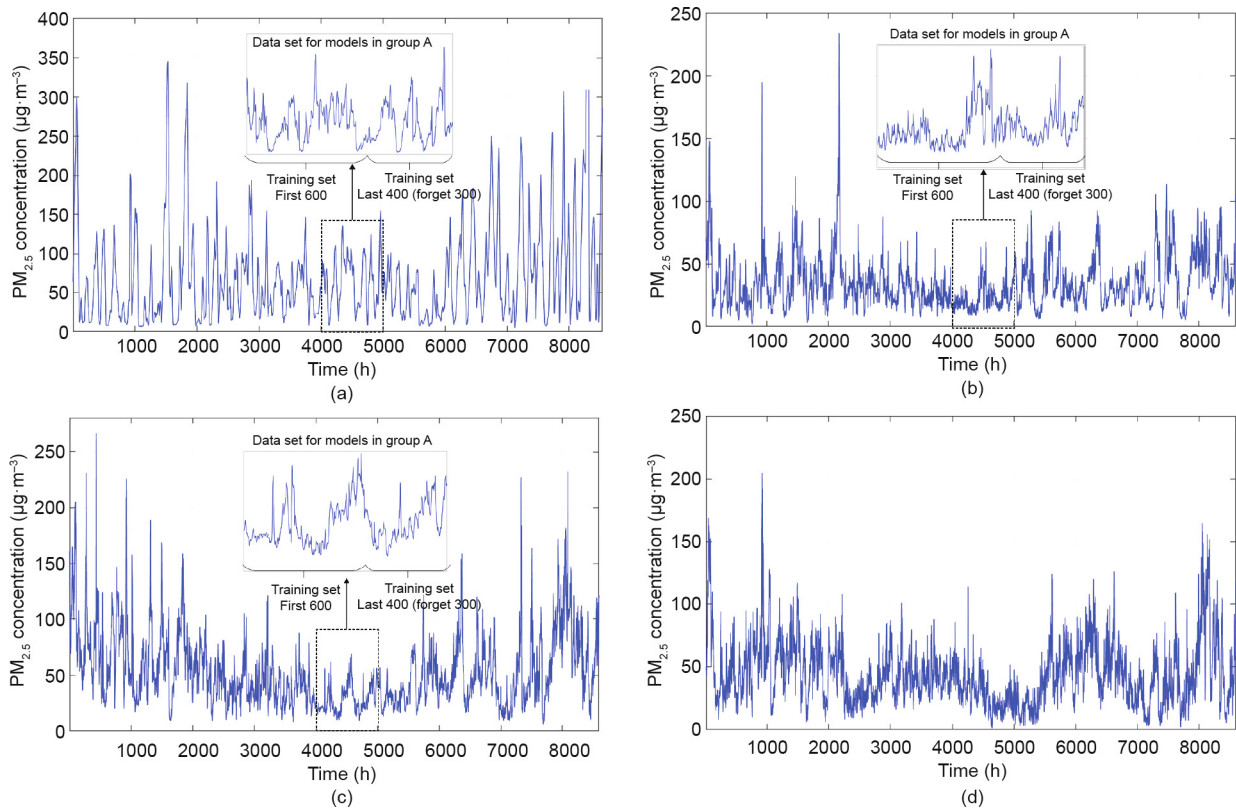 PM2.5 concentration (μg·m−3)
400
350
300
250
200
150
100
50
0
Data set for models in group A
Training set
First 600
Training set
Last 400 (forget 300)
1000 2000 3000 4000 5000 6000 7000 8000
Time (h)
(a)
PM2.5 concentration (μg·m−3)
250
200
150
100
50
0
Data set for models in group A
Training set
First 600
Training set
Last 400 (forget 300)
1000 2000 3000 4000 5000 6000 7000 8000
Time (h)
(b)
PM2.5 concentration (μg·m−3)
250
200
150
100
50
0
Data set for models in group A
Training set
First 600
Training set
Last 400 (forget 300)
1000 2000 3000 4000 5000 6000 7000 8000
Time (h)
(c)
PM2.5 concentration (μg·m−3)
250
200
150
100
50
0
1000 2000 3000 4000 5000 6000 7000 8000
Time (h)
(d)